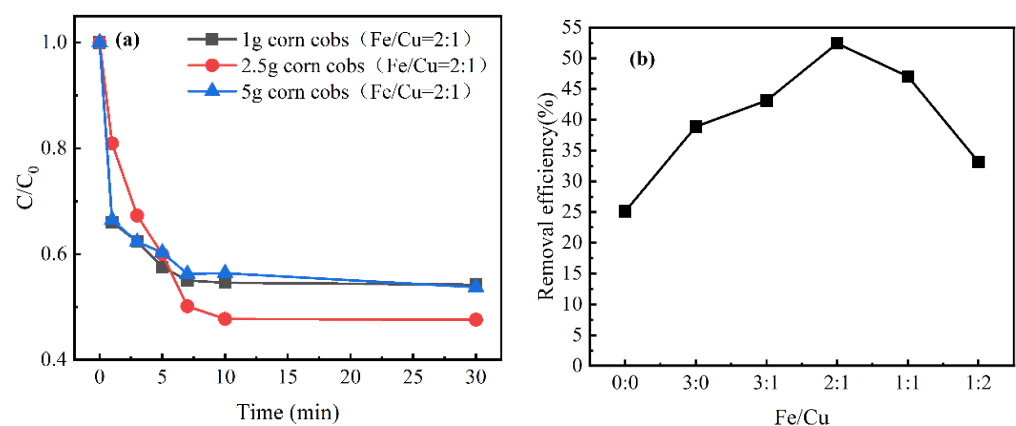 (a)
1g corn cobs（Fe/Cu=2:1）
2.5g corn cobs（Fe/Cu=2:1）
5g corn cobs（Fe/Cu=2:1）
1.0
0.8
0.6
0.4
C/C0
0 5 10 15 20 25 30
Time (min)
(b)
55
50
45
40
35
30
25
20
15
10
5
0
Removal efficiency(%)
0:0 3:0 3:1 2:1 1:1 1:2
Fe/Cu